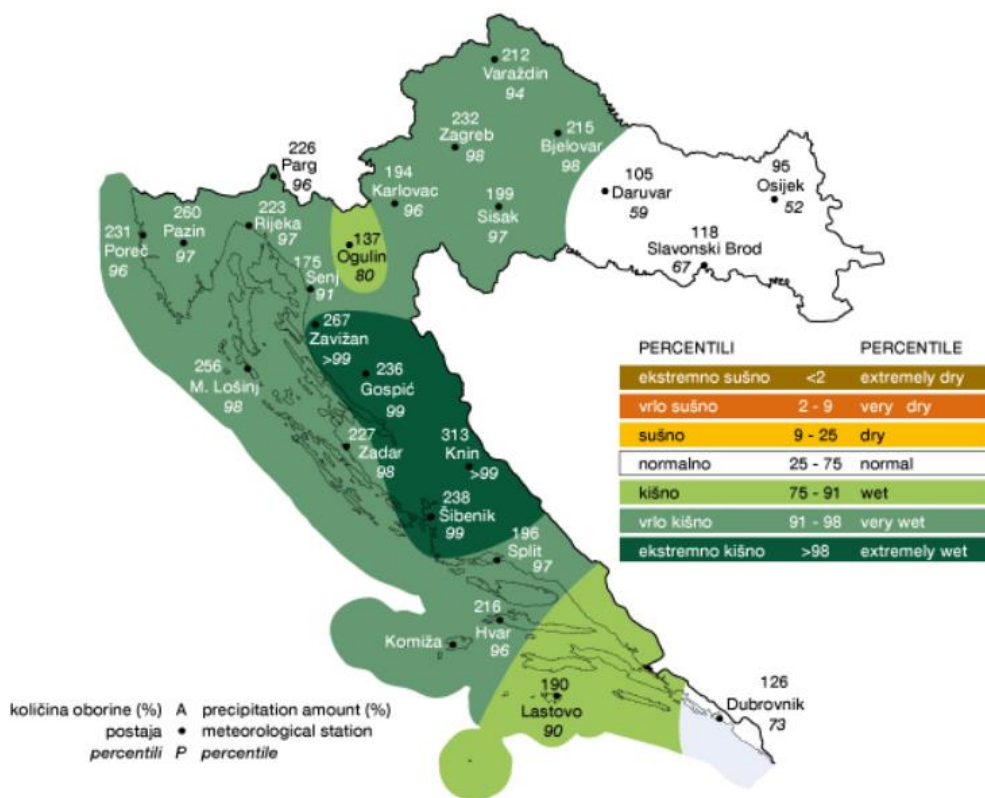 212
Varaždin
94
232
Zagreb
98
215
Bjelovar
98
226
Parg
96
194
Karlovac
96
199
Sisak
97
105
Daruvar
59
95
Osijek
52
118
Slavonski Brod
67
231
Poreč
96
260
Pazin
97
223
Rijeka
97
137
Ogulin
80
175
Senj
91
267
Zavižan
>99
236
Gospić
99
256
M. Lošinj
98
227
Zadar
98
313
Knin
>99
238
Šibenik
99
196
Split
97
216
Hvar
96
Komiža
190
Lastovo
90
126
Dubrovnik
73
PERCENTILI PERCENTILE
ekstremno sušno <2 extremely dry
vrlo sušno 2 - 9 very dry
sušno 9 - 25 dry
normalno 25 - 75 normal
kišno 75 - 91 wet
vrlo kišno 91 - 98 very wet
ekstremno kišno >98 extremely wet
količina oborine (%) A precipitation amount (%)
postaja • meteorological station
percentili P percentile